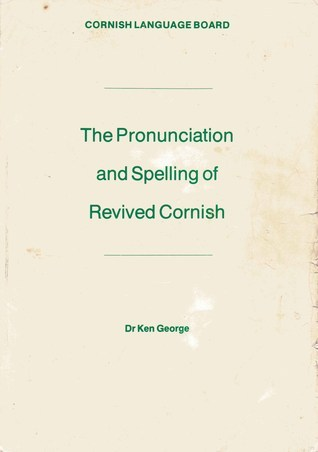 CORNISH LANGUAGE BOARD
The Pronunciation
and Spelling of
Revived Cornish
Dr Ken George